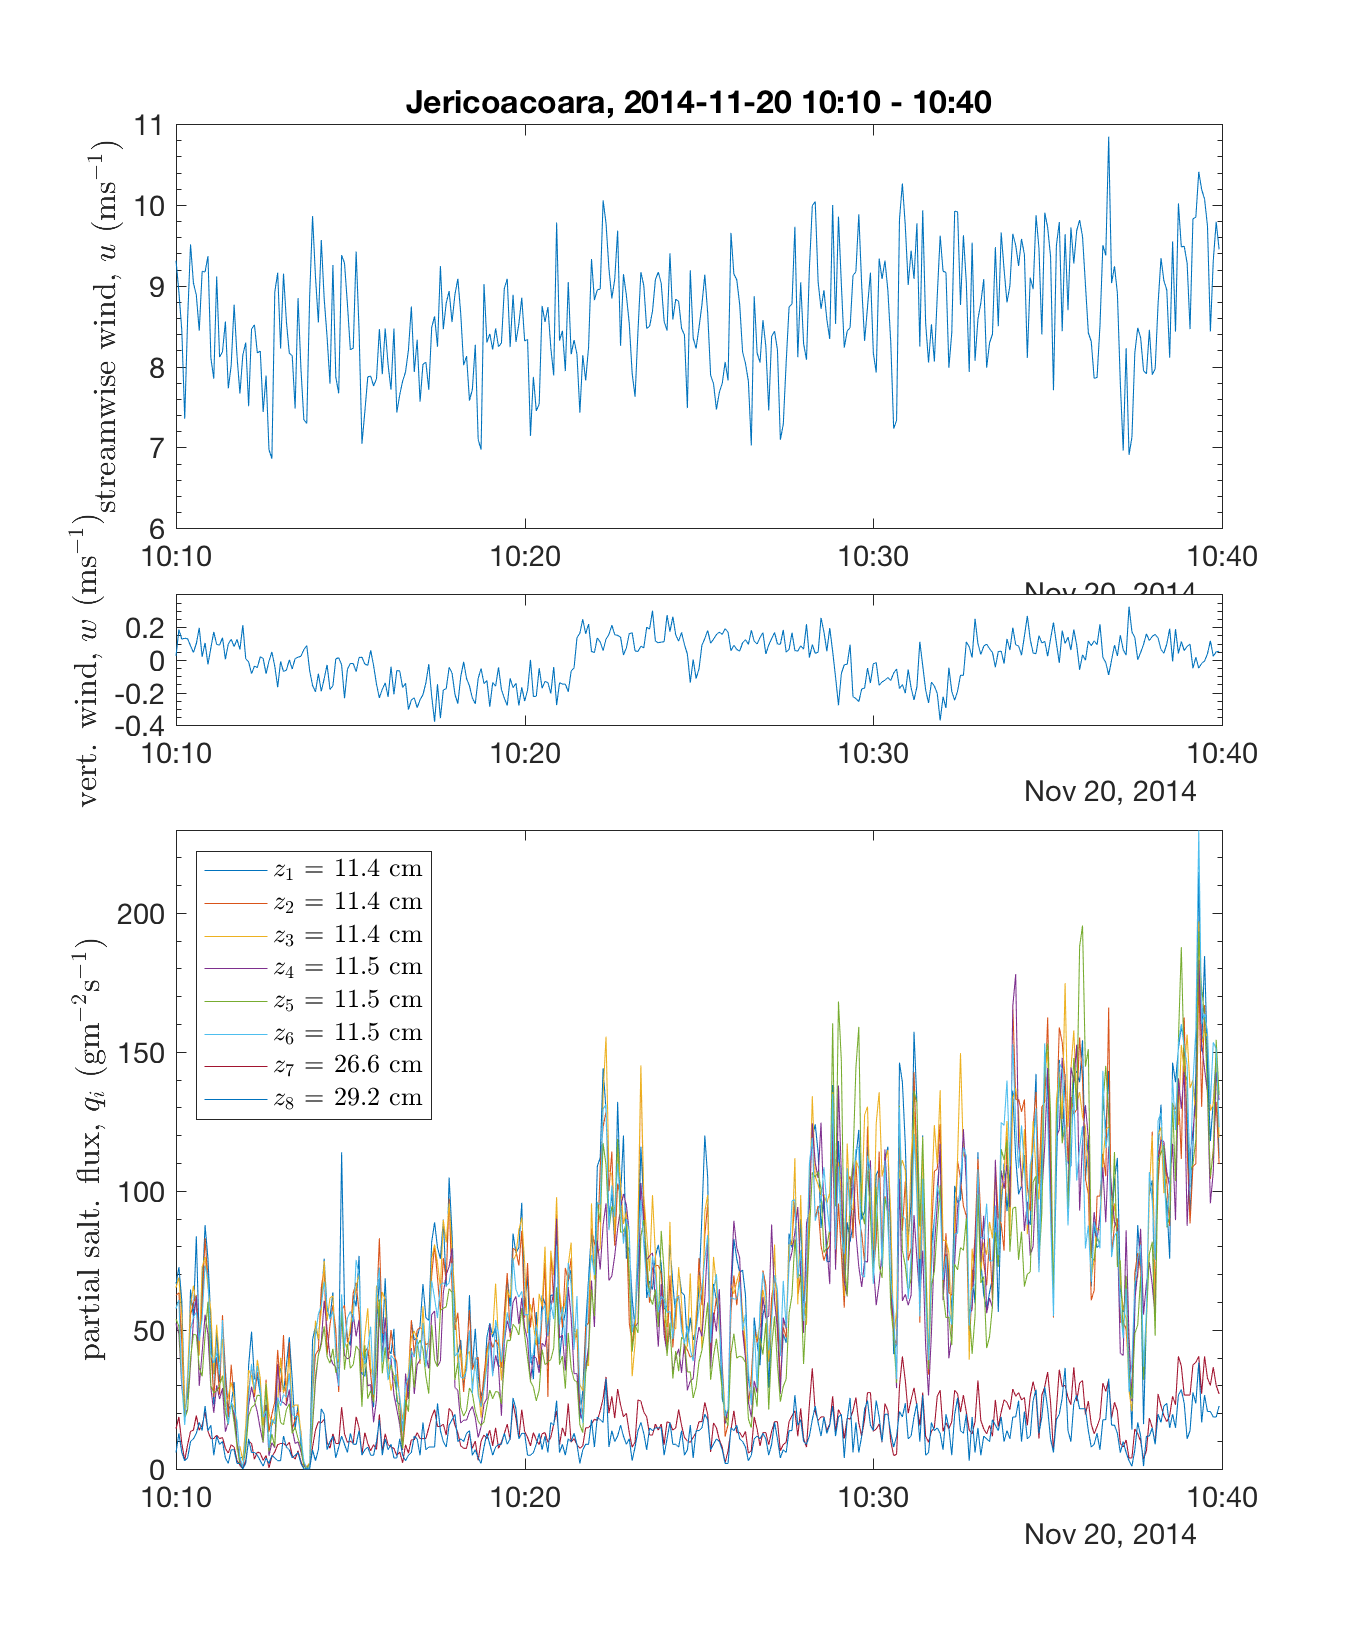 Jericoacoara, 2014-11-20 10:10 - 10:40
streamwise wind, u (ms⁻¹)
11
10
9
8
7
6
10:10 10:20 10:30 10:40
Nov 20, 2014
vert. wind, w (ms⁻¹)
0.2
0
-0.2
-0.4
10:10 10:20 10:30 10:40
Nov 20, 2014
partial salt. flux, qᵢ (gm⁻²s⁻¹)
200
150
100
50
0
z₁ = 11.4 cm
z₂ = 11.4 cm
z₃ = 11.4 cm
z₄ = 11.5 cm
z₅ = 11.5 cm
z₆ = 11.5 cm
z₇ = 26.6 cm
z₈ = 29.2 cm
10:10 10:20 10:30 10:40
Nov 20, 2014